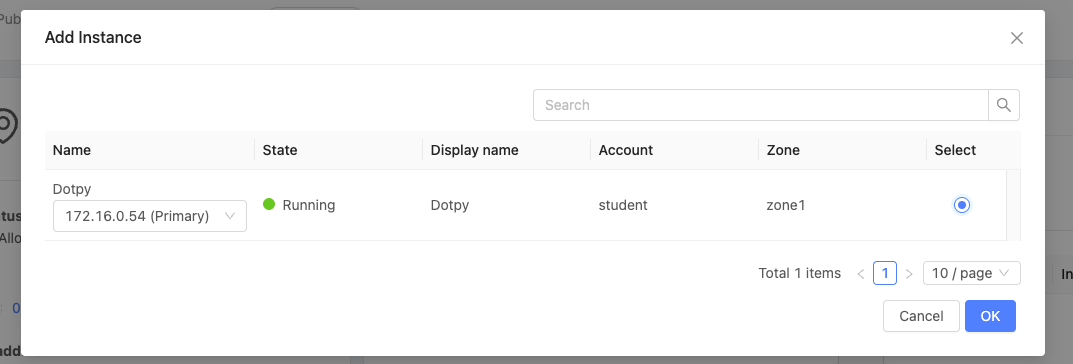 Pub
Add Instance
Search
Name State Display name Account Zone Select
Dotpy
172.16.0.54 (Primary) Running Dotpy student zone1
Total 1 items 1 10 / page
Cancel OK